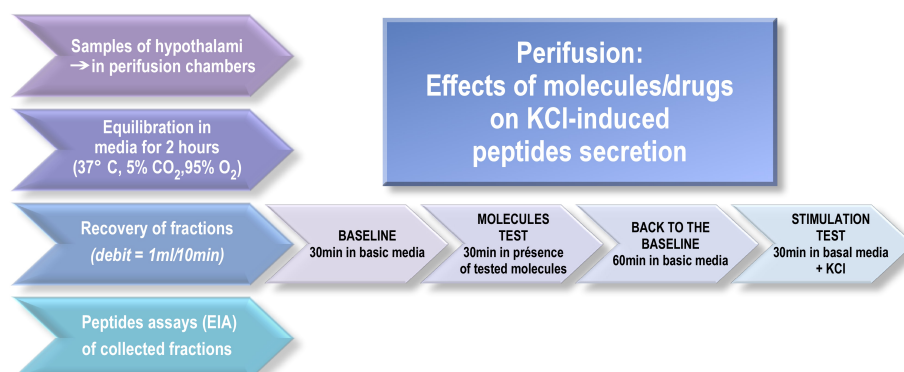 Samples of hypothalami
→in perifusion chambers
Perifusion:
Effects of molecules/drugs
on KCl-induced
peptides secretion
Equilibration in
media for 2 hours
(37° C, 5% CO2,95% O2)
Recovery of fractions
(debit = 1ml/10min)
BASELINE
30min in basic media
MOLECULES
TEST
30min in présence
of tested molecules
BACK TO THE
BASELINE
60min in basic media
STIMULATION
TEST
30min in basal media
+ KCl
Peptides assays (EIA)
of collected fractions